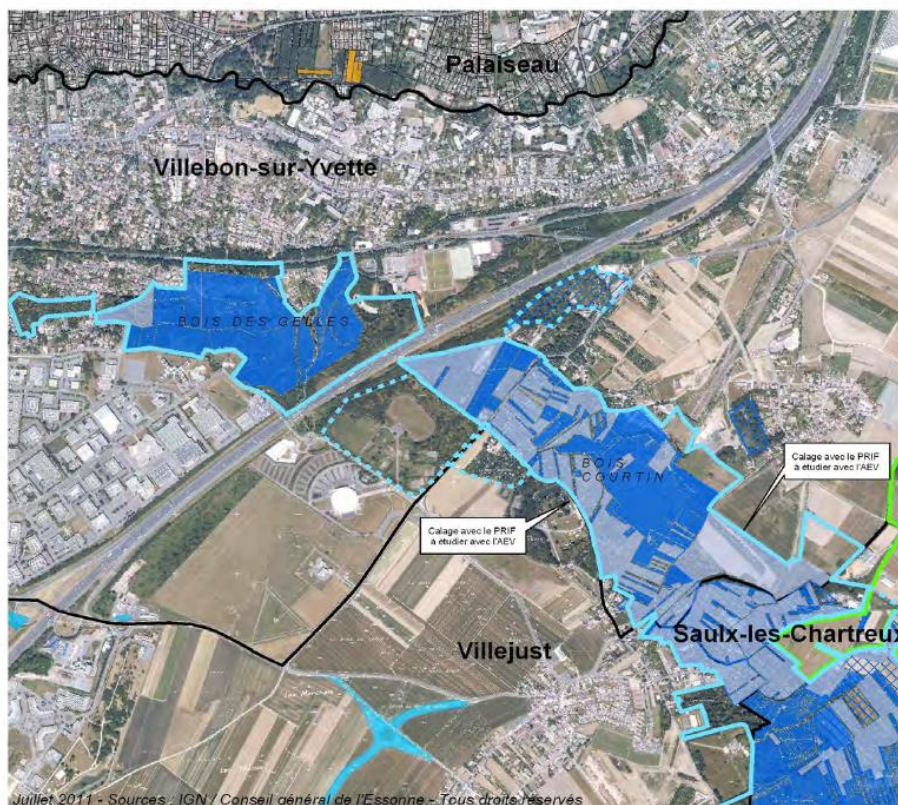 Palaiseau
Villebon-sur-Yvette
BOIS DES GELLES
Calage avec le PRIF
à étudier avec l'AEV
BOIS
COURTIN
Calage avec le PRIF
à étudier avec l'AEV
Saulx-les-Chartreux
Villejust
Juillet 2011 - Sources : IGN / Conseil général de l'Essonne - Tous droits réservés